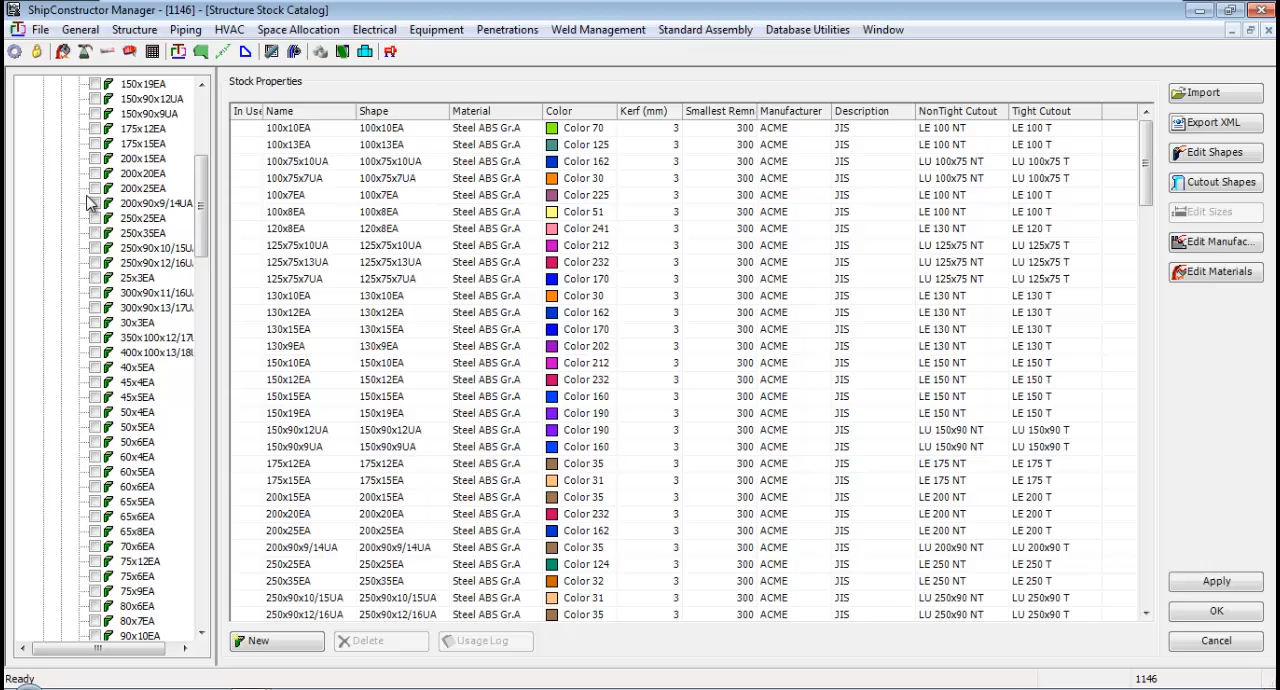 ShipConstructor Manager - [1146] - [Structure Stock Catalog]
File General Structure Piping HVAC Space Allocation Electrical Equipment Penetrations Weld Management Standard Assembly Database Utilities Window
150x19EA
150x90x12UA
150x90x9UA
175x12EA
175x15EA
200x15EA
200x20EA
200x25EA
200x90x9/14UA
250x25EA
250x35EA
250x90x10/15U
250x90x12/16U
25x3EA
300x90x11/16U
300x90x13/17U
30x3EA
350x100x12/17
400x100x13/18
40x5EA
45x4EA
45x5EA
50x4EA
50x5EA
50x6EA
60x4EA
60x5EA
60x6EA
65x5EA
65x6EA
65x8EA
70x6EA
75x12EA
75x6EA
75x9EA
80x6EA
80x7EA
90x10EA
Stock Properties
In Use Name Shape Material Color Kerf (mm) Smallest Remn Manufacturer Description NonTight Cutout Tight Cutout
100x10EA 100x10EA Steel ABS Gr.A Color 70 3 300 ACME JIS LE 100 NT LE 100 T
100x13EA 100x13EA Steel ABS Gr.A Color 125 3 300 ACME JIS LE 100 NT LE 100 T
100x75x10UA 100x75x10UA Steel ABS Gr.A Color 162 3 300 ACME JIS LU 100x75 NT LU 100x75 T
100x75x7UA 100x75x7UA Steel ABS Gr.A Color 30 3 300 ACME JIS LU 100x75 NT LU 100x75 T
100x7EA 100x7EA Steel ABS Gr.A Color 225 3 300 ACME JIS LE 100 NT LE 100 T
100x8EA 100x8EA Steel ABS Gr.A Color 51 3 300 ACME JIS LE 100 NT LE 100 T
120x8EA 120x8EA Steel ABS Gr.A Color 241 3 300 ACME JIS LE 130 NT LE 120 T
125x75x10UA 125x75x10UA Steel ABS Gr.A Color 212 3 300 ACME JIS LU 125x75 NT LU 125x75 T
125x75x13UA 125x75x13UA Steel ABS Gr.A Color 232 3 300 ACME JIS LU 125x75 NT LU 125x75 T
125x75x7UA 125x75x7UA Steel ABS Gr.A Color 170 3 300 ACME JIS LU 125x75 NT LU 125x75 T
130x10EA 130x10EA Steel ABS Gr.A Color 30 3 300 ACME JIS LE 130 NT LE 130 T
130x12EA 130x12EA Steel ABS Gr.A Color 162 3 300 ACME JIS LE 130 NT LE 130 T
130x15EA 130x15EA Steel ABS Gr.A Color 170 3 300 ACME JIS LE 130 NT LE 130 T
130x9EA 130x9EA Steel ABS Gr.A Color 202 3 300 ACME JIS LE 130 NT LE 130 T
150x10EA 150x10EA Steel ABS Gr.A Color 212 3 300 ACME JIS LE 150 NT LE 150 T
150x12EA 150x12EA Steel ABS Gr.A Color 232 3 300 ACME JIS LE 150 NT LE 150 T
150x15EA 150x15EA Steel ABS Gr.A Color 160 3 300 ACME JIS LE 150 NT LE 150 T
150x19EA 150x19EA Steel ABS Gr.A Color 190 3 300 ACME JIS LE 150 NT LE 150 T
150x90x12UA 150x90x12UA Steel ABS Gr.A Color 190 3 300 ACME JIS LU 150x90 NT LU 150x90 T
150x90x9UA 150x90x9UA Steel ABS Gr.A Color 160 3 300 ACME JIS LU 150x90 NT LU 150x90 T
175x12EA 175x12EA Steel ABS Gr.A Color 35 3 300 ACME JIS LE 175 NT LE 175 T
175x15EA 175x15EA Steel ABS Gr.A Color 31 3 300 ACME JIS LE 175 NT LE 175 T
200x15EA 200x15EA Steel ABS Gr.A Color 35 3 300 ACME JIS LE 200 NT LE 200 T
200x20EA 200x20EA Steel ABS Gr.A Color 232 3 300 ACME JIS LE 200 NT LE 200 T
200x25EA 200x25EA Steel ABS Gr.A Color 162 3 300 ACME JIS LE 200 NT LE 200 T
200x90x9/14UA 200x90x9/14UA Steel ABS Gr.A Color 35 3 300 ACME JIS LU 200x90 NT LU 200x90 T
250x25EA 250x25EA Steel ABS Gr.A Color 124 3 300 ACME JIS LE 250 NT LE 250 T
250x35EA 250x35EA Steel ABS Gr.A Color 32 3 300 ACME JIS LE 250 NT LE 250 T
250x90x10/15UA 250x90x10/15UA Steel ABS Gr.A Color 31 3 300 ACME JIS LU 250x90 NT LU 250x90 T
250x90x12/16UA 250x90x12/16UA Steel ABS Gr.A Color 35 3 300 ACME JIS LU 250x90 NT LU 250x90 T
New Delete Usage Log
Import
Export XML
Edit Shapes
Cutout Shapes
Edit Sizes
Edit Manufac...
Edit Materials
Apply
OK
Cancel
Ready 1146